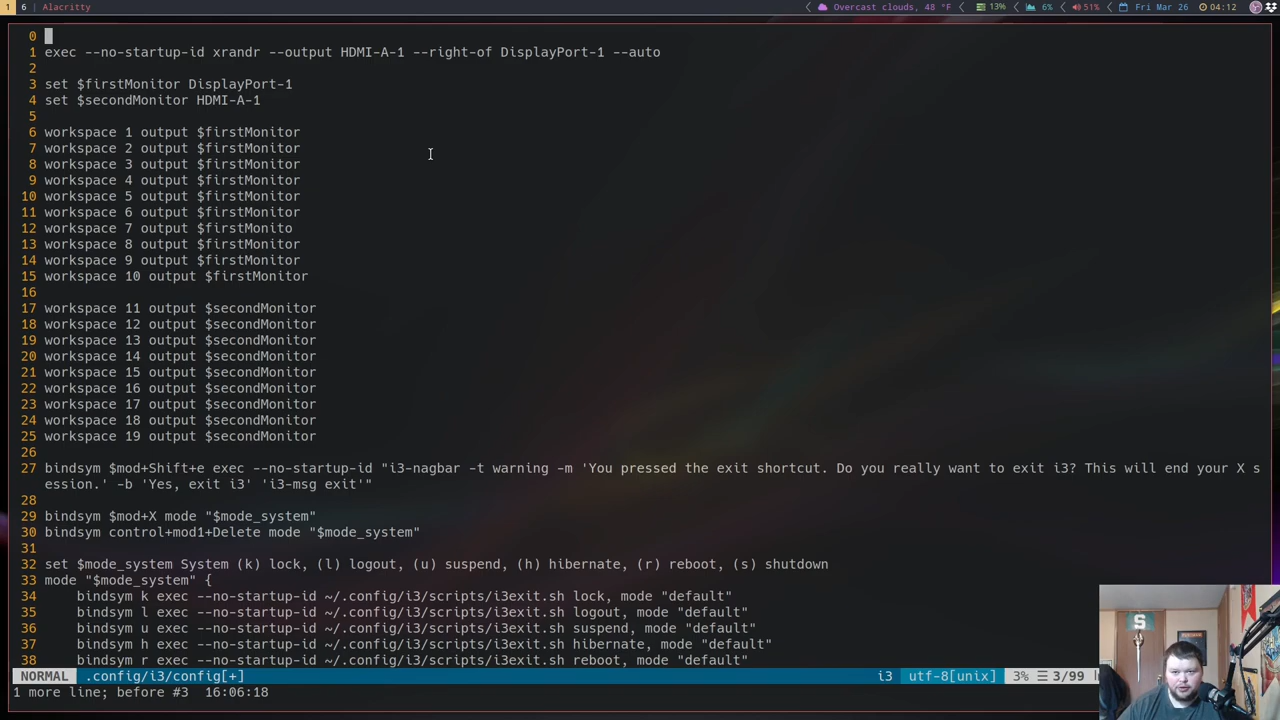 1 6 Alacritty Overcast clouds, 48 °F 13% 6% 51% Fri Mar 26 04:12
0
1 exec --no-startup-id xrandr --output HDMI-A-1 --right-of DisplayPort-1 --auto
2
3 set $firstMonitor DisplayPort-1
4 set $secondMonitor HDMI-A-1
5
6 workspace 1 output $firstMonitor
7 workspace 2 output $firstMonitor
8 workspace 3 output $firstMonitor
9 workspace 4 output $firstMonitor
10 workspace 5 output $firstMonitor
11 workspace 6 output $firstMonitor
12 workspace 7 output $firstMonito
13 workspace 8 output $firstMonitor
14 workspace 9 output $firstMonitor
15 workspace 10 output $firstMonitor
16
17 workspace 11 output $secondMonitor
18 workspace 12 output $secondMonitor
19 workspace 13 output $secondMonitor
20 workspace 14 output $secondMonitor
21 workspace 15 output $secondMonitor
22 workspace 16 output $secondMonitor
23 workspace 17 output $secondMonitor
24 workspace 18 output $secondMonitor
25 workspace 19 output $secondMonitor
26
27 bindsym $mod+Shift+e exec --no-startup-id "i3-nagbar -t warning -m 'You pressed the exit shortcut. Do you really want to exit i3? This will end your X s
ession.' -b 'Yes, exit i3' 'i3-msg exit'"
28
29 bindsym $mod+X mode "$mode_system"
30 bindsym control+mod1+Delete mode "$mode_system"
31
32 set $mode_system System (k) lock, (l) logout, (u) suspend, (h) hibernate, (r) reboot, (s) shutdown
33 mode "$mode_system" {
34 bindsym k exec --no-startup-id ~/.config/i3/scripts/i3exit.sh lock, mode "default"
35 bindsym l exec --no-startup-id ~/.config/i3/scripts/i3exit.sh logout, mode "default"
36 bindsym u exec --no-startup-id ~/.config/i3/scripts/i3exit.sh suspend, mode "default"
37 bindsym h exec --no-startup-id ~/.config/i3/scripts/i3exit.sh hibernate, mode "default"
38 bindsym r exec --no-startup-id ~/.config/i3/scripts/i3exit.sh reboot, mode "default"
NORMAL .config/i3/config[+] i3 utf-8[unix] 3% ☰ 3/99
1 more line; before #3 16:06:18
S